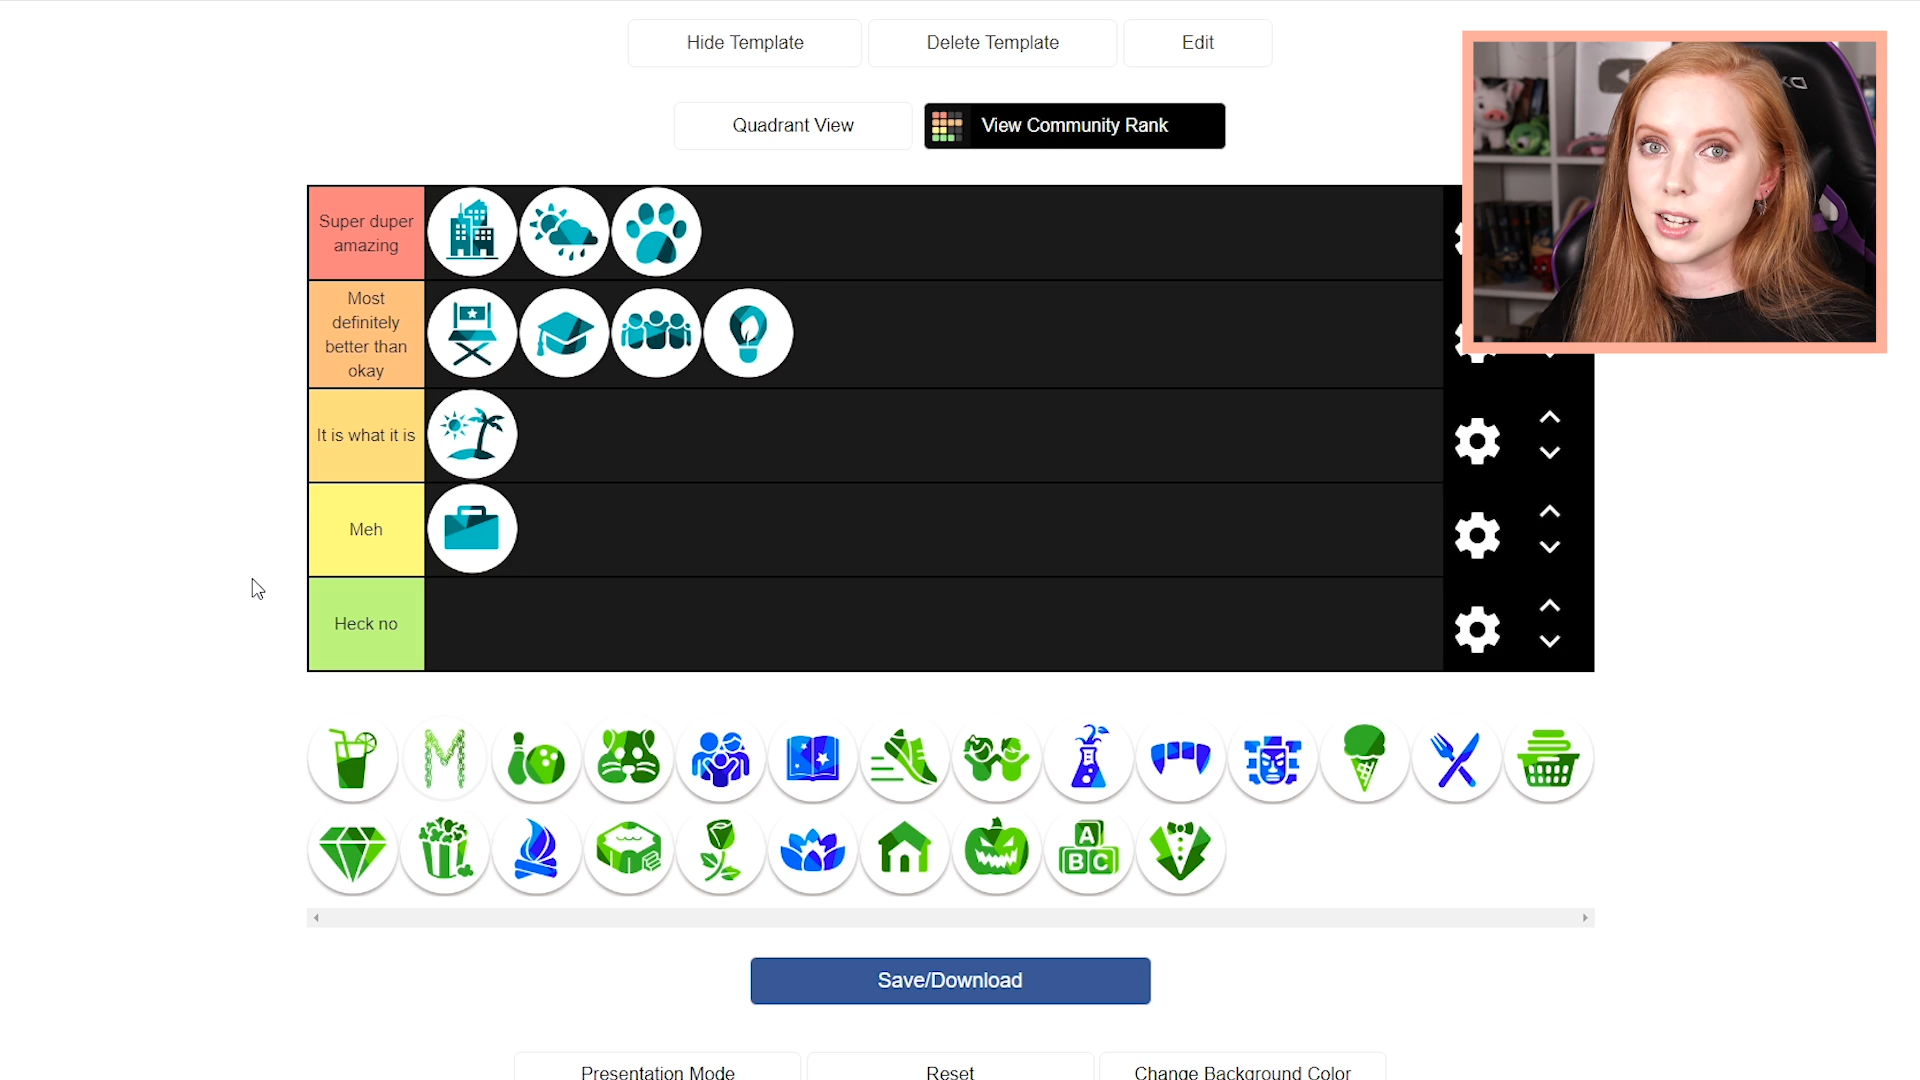 Hide Template
Delete Template
Edit
Quadrant View
View Community Rank
Super duper
amazing
Most
definitely
better than
okay
It is what it is
Meh
Heck no
M
A
BC
Save/Download
Presentation Mode
Reset
Change Background Color